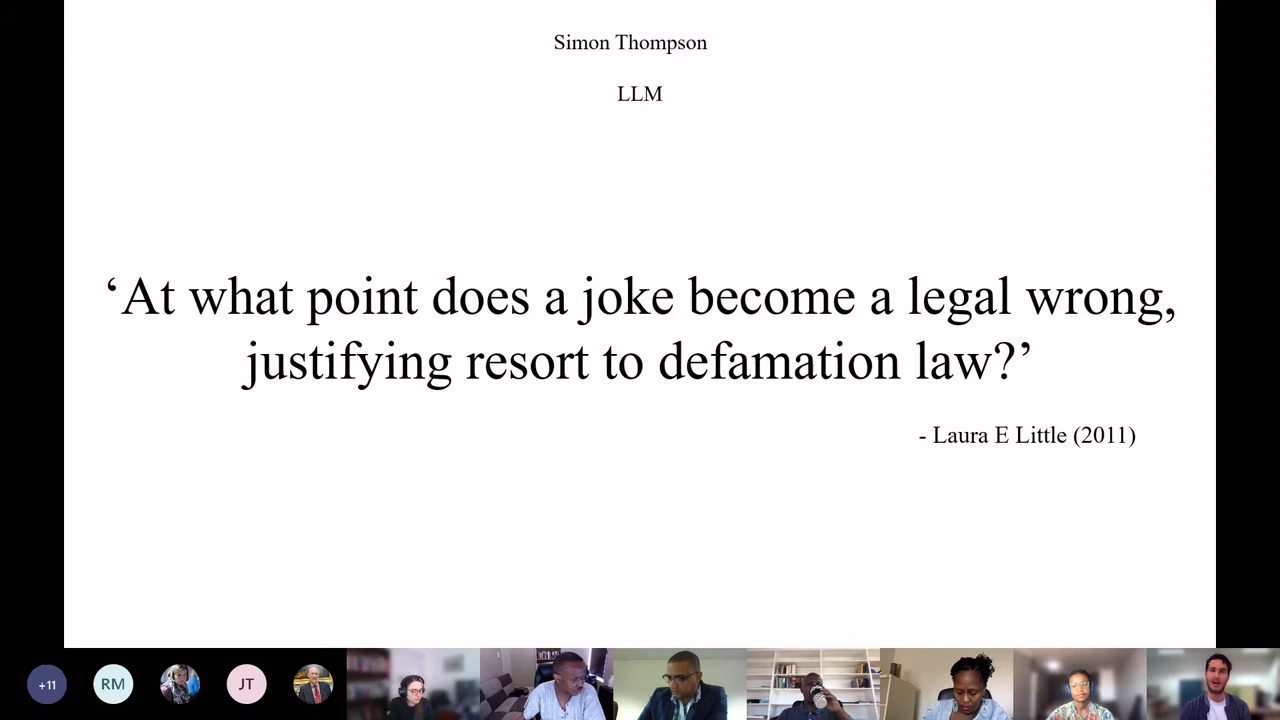 Simon Thompson
LLM
‘At what point does a joke become a legal wrong,
justifying resort to defamation law?’
- Laura E Little (2011)
+11
RM
JT